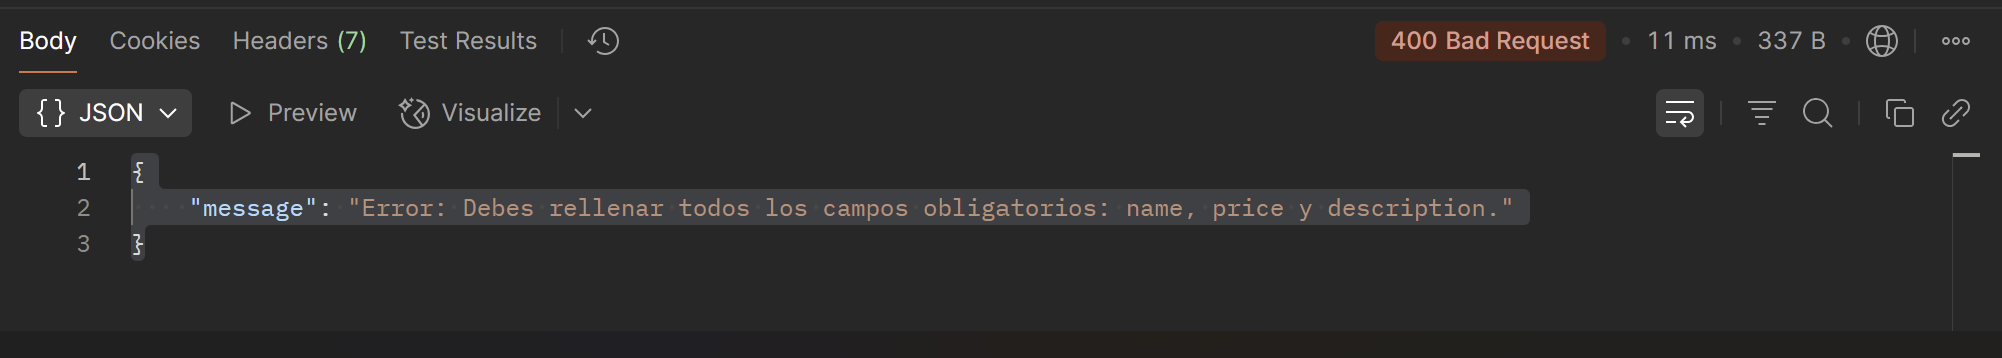 Body Cookies Headers (7) Test Results 400 Bad Request • 11 ms • 337 B •
{} JSON Preview Visualize
1 {
2 "message": "Error: Debes rellenar todos los campos obligatorios: name, price y description."
3 }